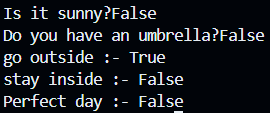 Is it sunny?False
Do you have an umbrella?False
go outside :- True
stay inside :- False
Perfect day :- False